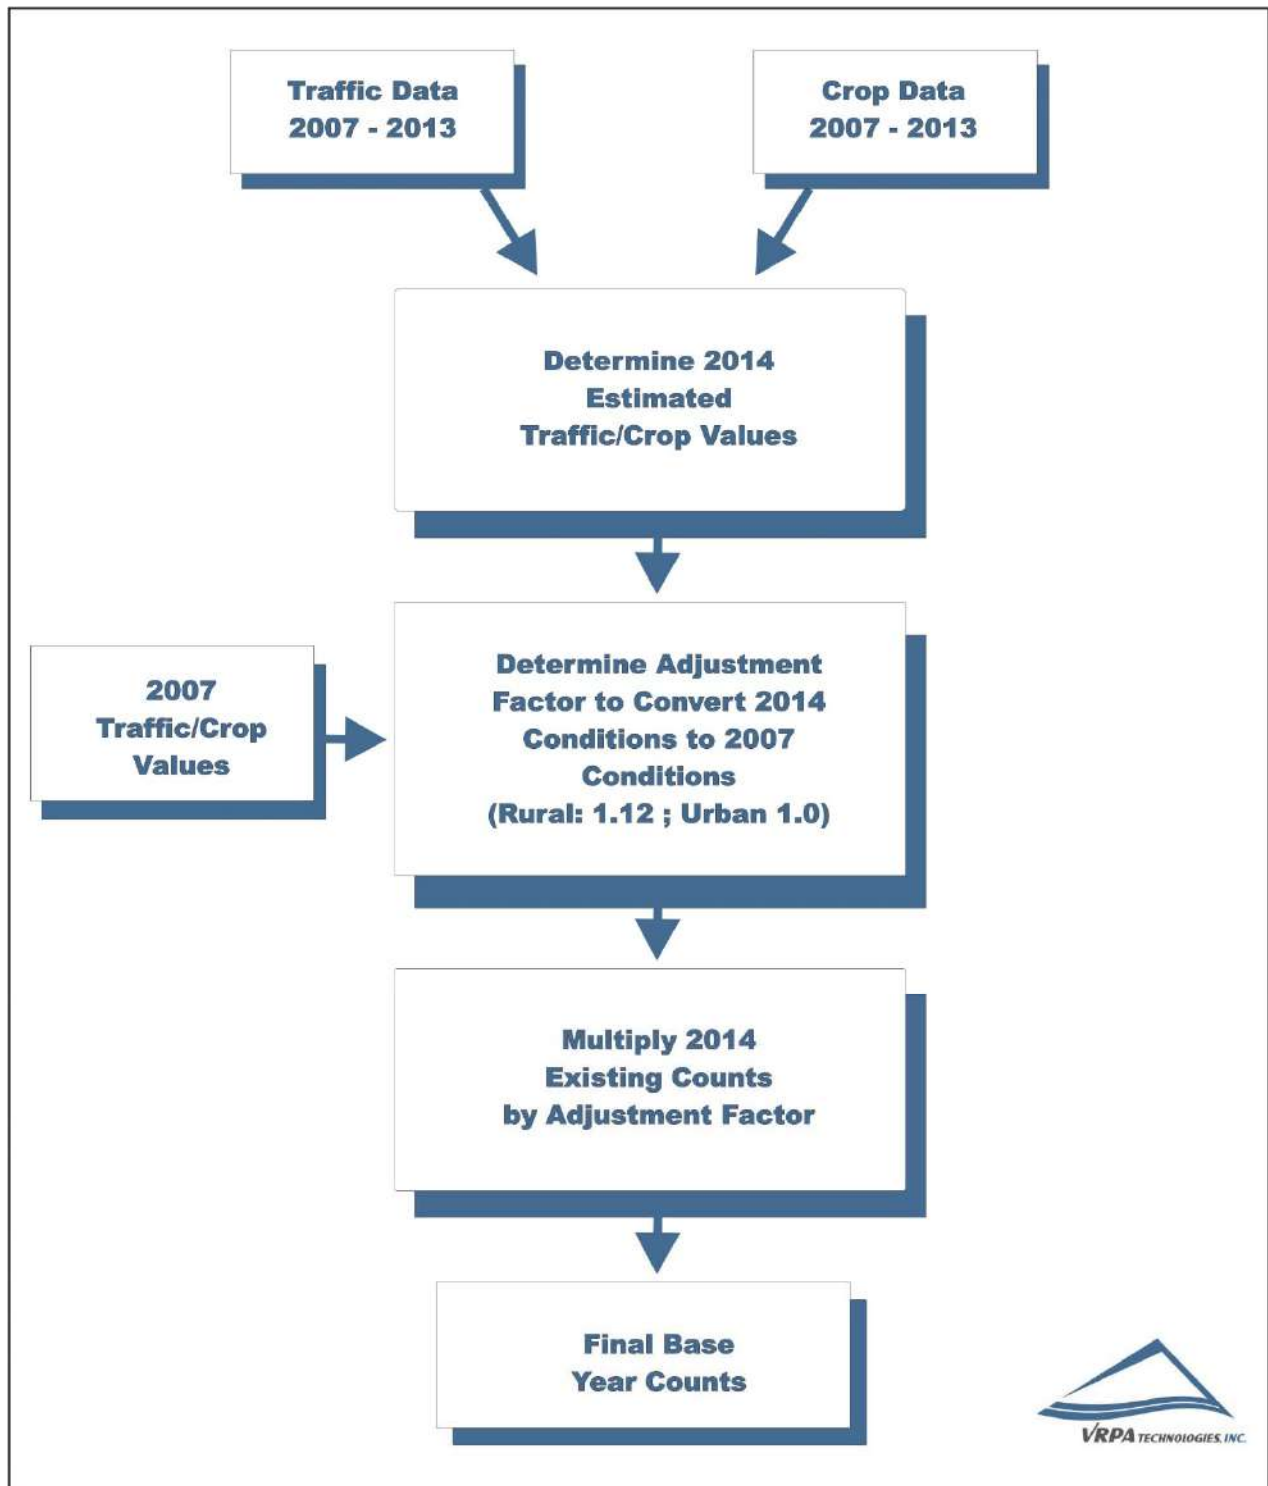 Traffic Data
2007 - 2013
Crop Data
2007 - 2013
Determine 2014
Estimated
Traffic/Crop Values
2007
Traffic/Crop
Values
Determine Adjustment
Factor to Convert 2014
Conditions to 2007
Conditions
(Rural: 1.12 ; Urban 1.0)
Multiply 2014
Existing Counts
by Adjustment Factor
Final Base
Year Counts
VRPA TECHNOLOGIES, INC.